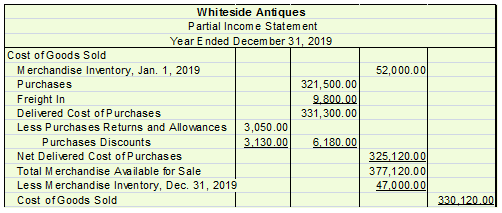 Whiteside Antiques
Partial Income Statement
Year Ended December 31, 2019
Cost of Goods Sold
Merchandise Inventory, Jan. 1, 2019 52,000.00
Purchases 321,500.00
Freight In 9,800.00
Delivered Cost of Purchases 331,300.00
Less Purchases Returns and Allowances 3,050.00
Purchases Discounts 3,130.00 6,180.00
Net Delivered Cost of Purchases 325,120.00
Total Merchandise Available for Sale 377,120.00
Less Merchandise Inventory, Dec. 31, 2019 47,000.00
Cost of Goods Sold 330,120.00